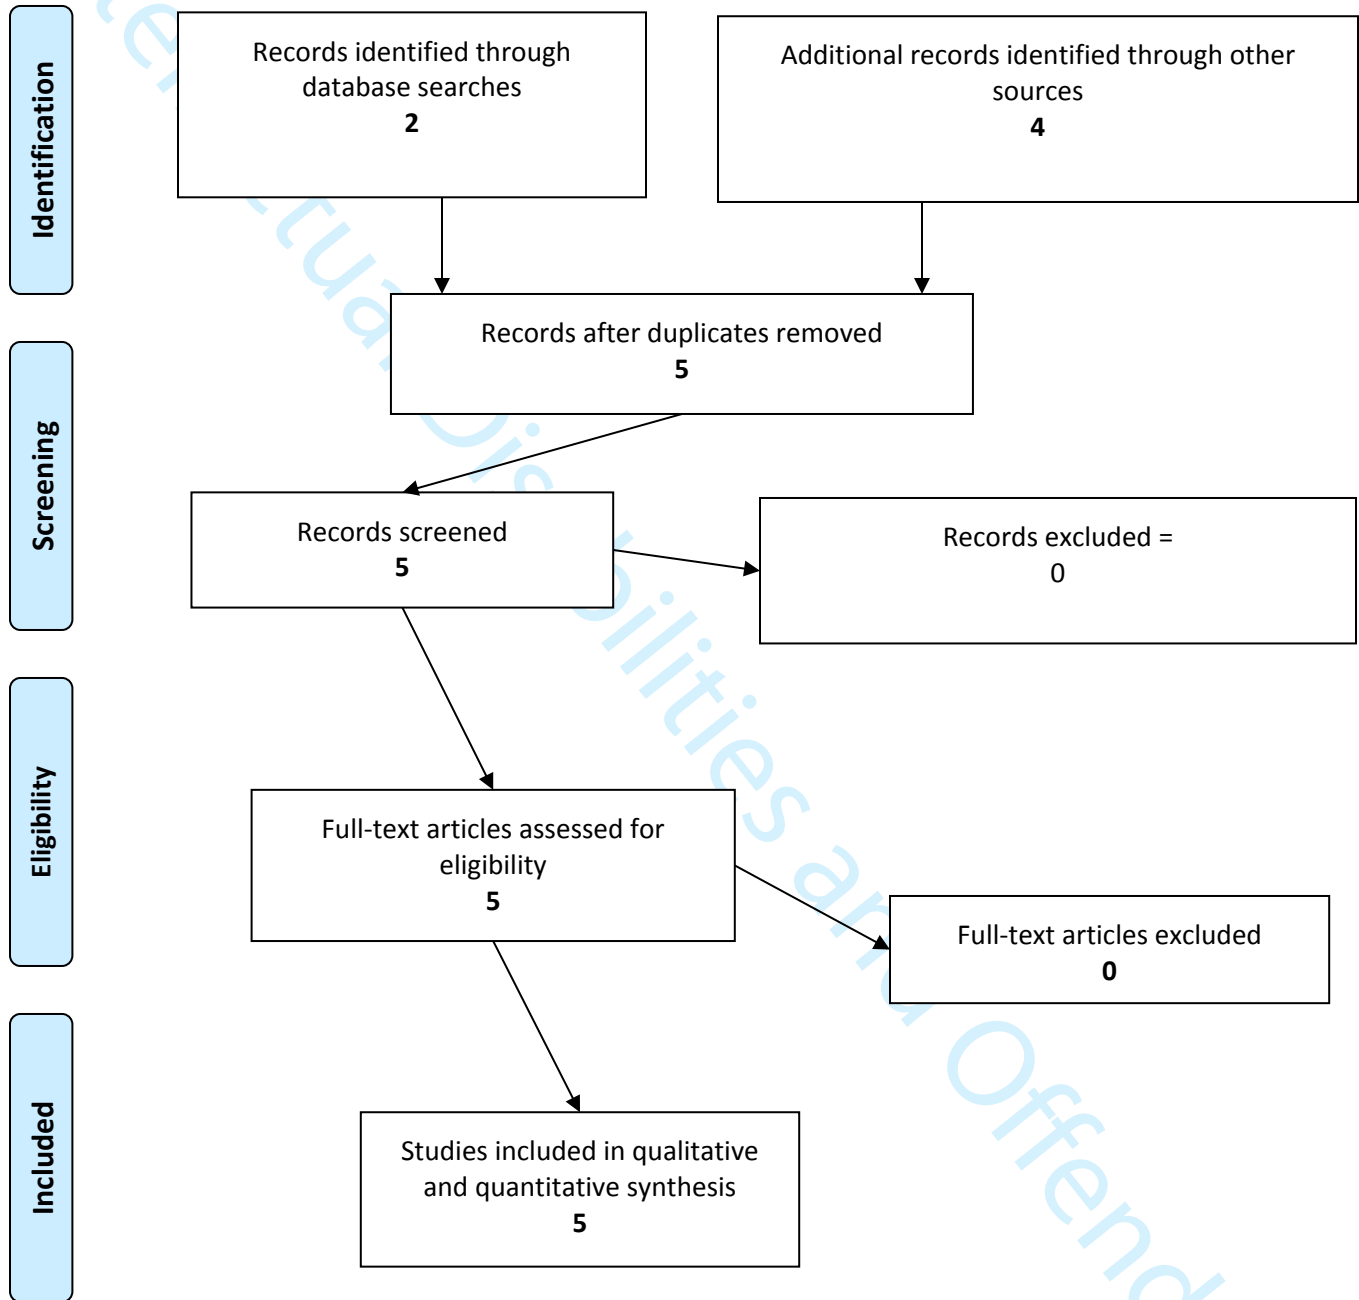 Identification
Records identified through
database searches
2
Additional records identified through other
sources
4
Records after duplicates removed
5
Screening
Records screened
5
Records excluded =
0
Eligibility
Full-text articles assessed for
eligibility
5
Full-text articles excluded
0
Included
Studies included in qualitative
and quantitative synthesis
5